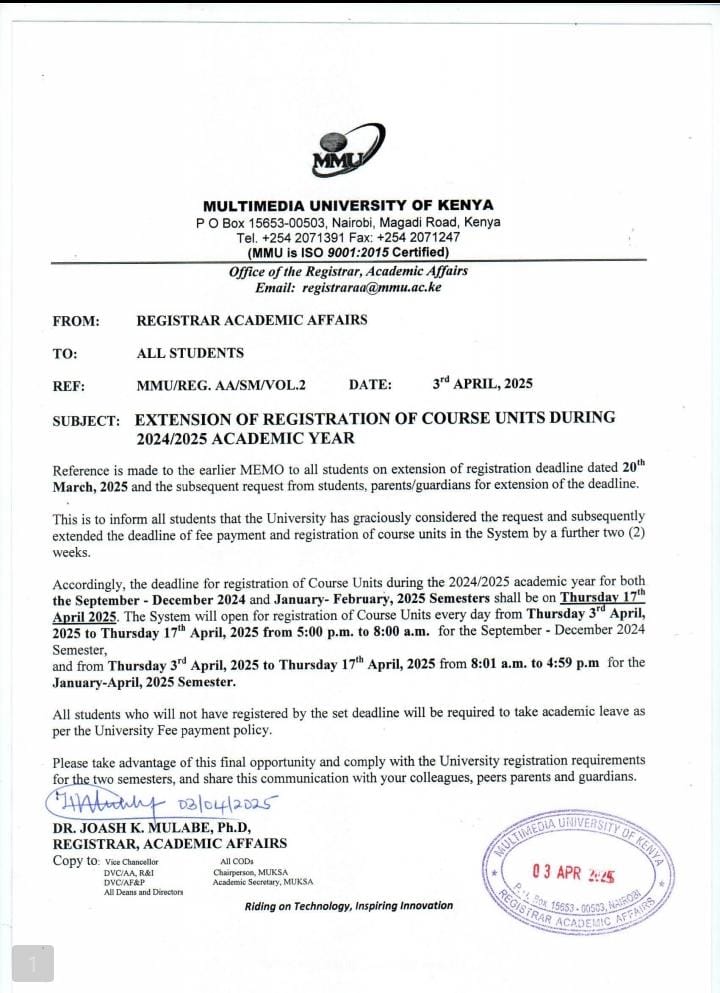 MMU
MULTIMEDIA UNIVERSITY OF KENYA
P O Box 15653-00503, Nairobi, Magadi Road, Kenya
Tel. +254 2071391 Fax: +254 2071247
(MMU is ISO 9001:2015 Certified)
Office of the Registrar, Academic Affairs
Email: registraraa@mmu.ac.ke
FROM: REGISTRAR ACADEMIC AFFAIRS
TO: ALL STUDENTS
REF: MMU/REG. AA/SM/VOL.2 DATE: 3rd APRIL, 2025
SUBJECT: EXTENSION OF REGISTRATION OF COURSE UNITS DURING
2024/2025 ACADEMIC YEAR
Reference is made to the earlier MEMO to all students on extension of registration deadline dated 20th
March, 2025 and the subsequent request from students, parents/guardians for extension of the deadline.
This is to inform all students that the University has graciously considered the request and subsequently
extended the deadline of fee payment and registration of course units in the System by a further two (2)
weeks.
Accordingly, the deadline for registration of Course Units during the 2024/2025 academic year for both
the September - December 2024 and January- February, 2025 Semesters shall be on Thursday 17th
April 2025. The System will open for registration of Course Units every day from Thursday 3rd April,
2025 to Thursday 17th April, 2025 from 5:00 p.m. to 8:00 a.m. for the September - December 2024
Semester,
and from Thursday 3rd April, 2025 to Thursday 17th April, 2025 from 8:01 a.m. to 4:59 p.m for the
January-April, 2025 Semester.
All students who will not have registered by the set deadline will be required to take academic leave as
per the University Fee payment policy.
Please take advantage of this final opportunity and comply with the University registration requirements
for the two semesters, and share this communication with your colleagues, peers parents and guardians.
03/04/2025
DR. JOASH K. MULABE, Ph.D,
REGISTRAR, ACADEMIC AFFAIRS
Copy to: Vice Chancellor All CODs
DVC/AA, R&I Chairperson, MUKSA
DVC/AF&P Academic Secretary, MUKSA
All Deans and Directors
Riding on Technology, Inspiring Innovation
MULTIMEDIA UNIVERSITY OF KENYA
03 APR 2025
P.O. Box 15653 - 00503, NAIROBI
REGISTRAR ACADEMIC AFFAIRS
1